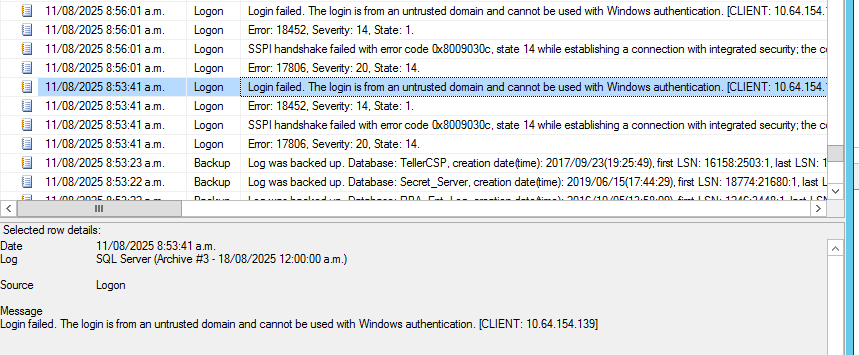 11/08/2025 8:56:01 a.m. Logon Login failed. The login is from an untrusted domain and cannot be used with Windows authentication. [CLIENT: 10.64.154.
11/08/2025 8:56:01 a.m. Logon Error: 18452, Severity: 14, State: 1.
11/08/2025 8:56:01 a.m. Logon SSPI handshake failed with error code 0x8009030c, state 14 while establishing a connection with integrated security; the c
11/08/2025 8:56:01 a.m. Logon Error: 17806, Severity: 20, State: 14.
11/08/2025 8:53:41 a.m. Logon Login failed. The login is from an untrusted domain and cannot be used with Windows authentication. [CLIENT: 10.64.154.
11/08/2025 8:53:41 a.m. Logon Error: 18452, Severity: 14, State: 1.
11/08/2025 8:53:41 a.m. Logon SSPI handshake failed with error code 0x8009030c, state 14 while establishing a connection with integrated security; the c
11/08/2025 8:53:41 a.m. Logon Error: 17806, Severity: 20, State: 14.
11/08/2025 8:53:23 a.m. Backup Log was backed up. Database: TellerCSP, creation date(time): 2017/09/23(19:25:49), first LSN: 16158:2503:1, last LSN: 1
11/08/2025 8:53:22 a.m. Backup Log was backed up. Database: Secret_Server, creation date(time): 2019/06/15(17:44:29), first LSN: 18774:21680:1, last L
11/08/2025 8:53:22 a.m. Backup Log was backed up. Database:
Selected row details:
Date 11/08/2025 8:53:41 a.m.
Log SQL Server (Archive #3 - 18/08/2025 12:00:00 a.m.)
Source Logon
Message
Login failed. The login is from an untrusted domain and cannot be used with Windows authentication. [CLIENT: 10.64.154.139]